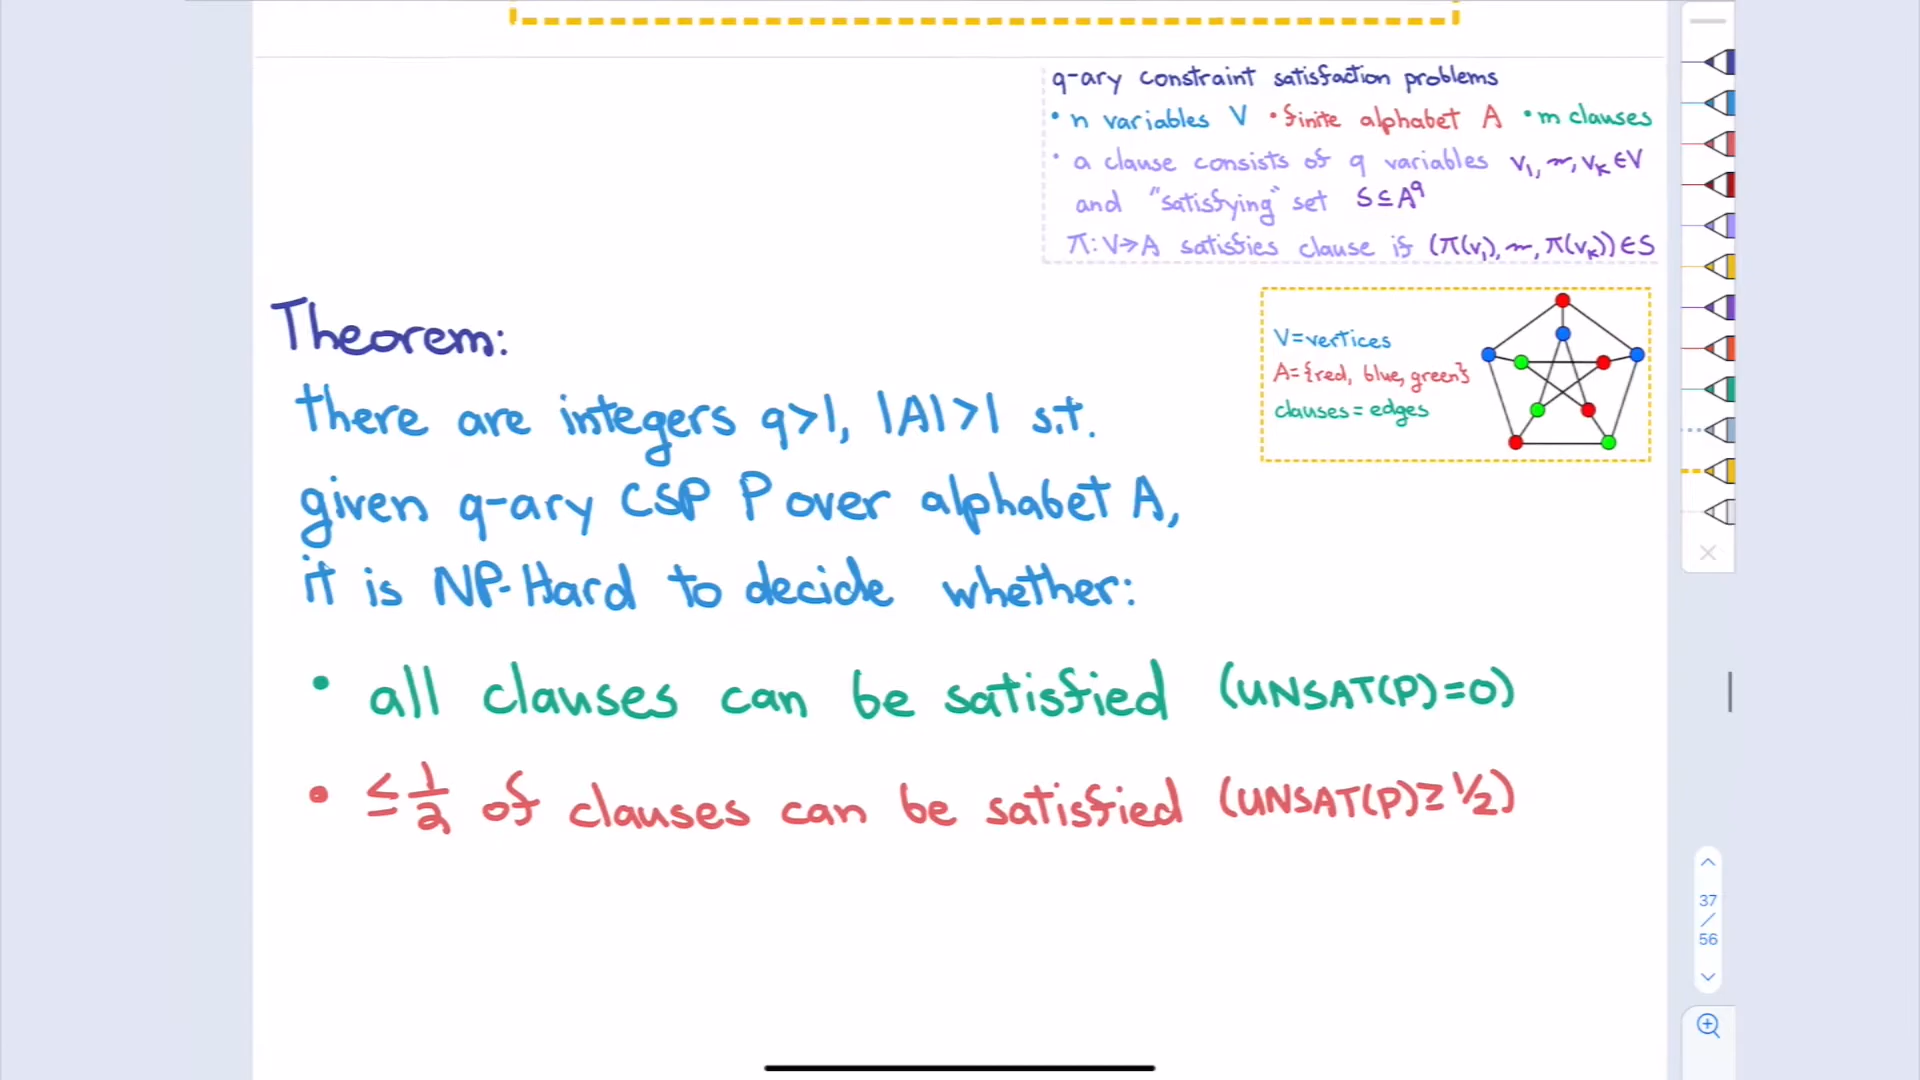 q-ary constraint satisfaction problems
• n variables V • finite alphabet A • m clauses
• a clause consists of q variables v₁, ~, vₖ ∈ V
and "satisfying" set S ⊆ A^q
π: V→A satisfies clause if (π(v₁), ~, π(vₖ)) ∈ S
Theorem:
V=vertices
A={red, blue, green}
clauses = edges
there are integers q>1, |A|>1 s.t.
given q-ary CSP P over alphabet A,
it is NP-Hard to decide whether:
• all clauses can be satisfied (UNSAT(P)=0)
• ≤ 1/2 of clauses can be satisfied (UNSAT(P)≥1/2)
37
/
56